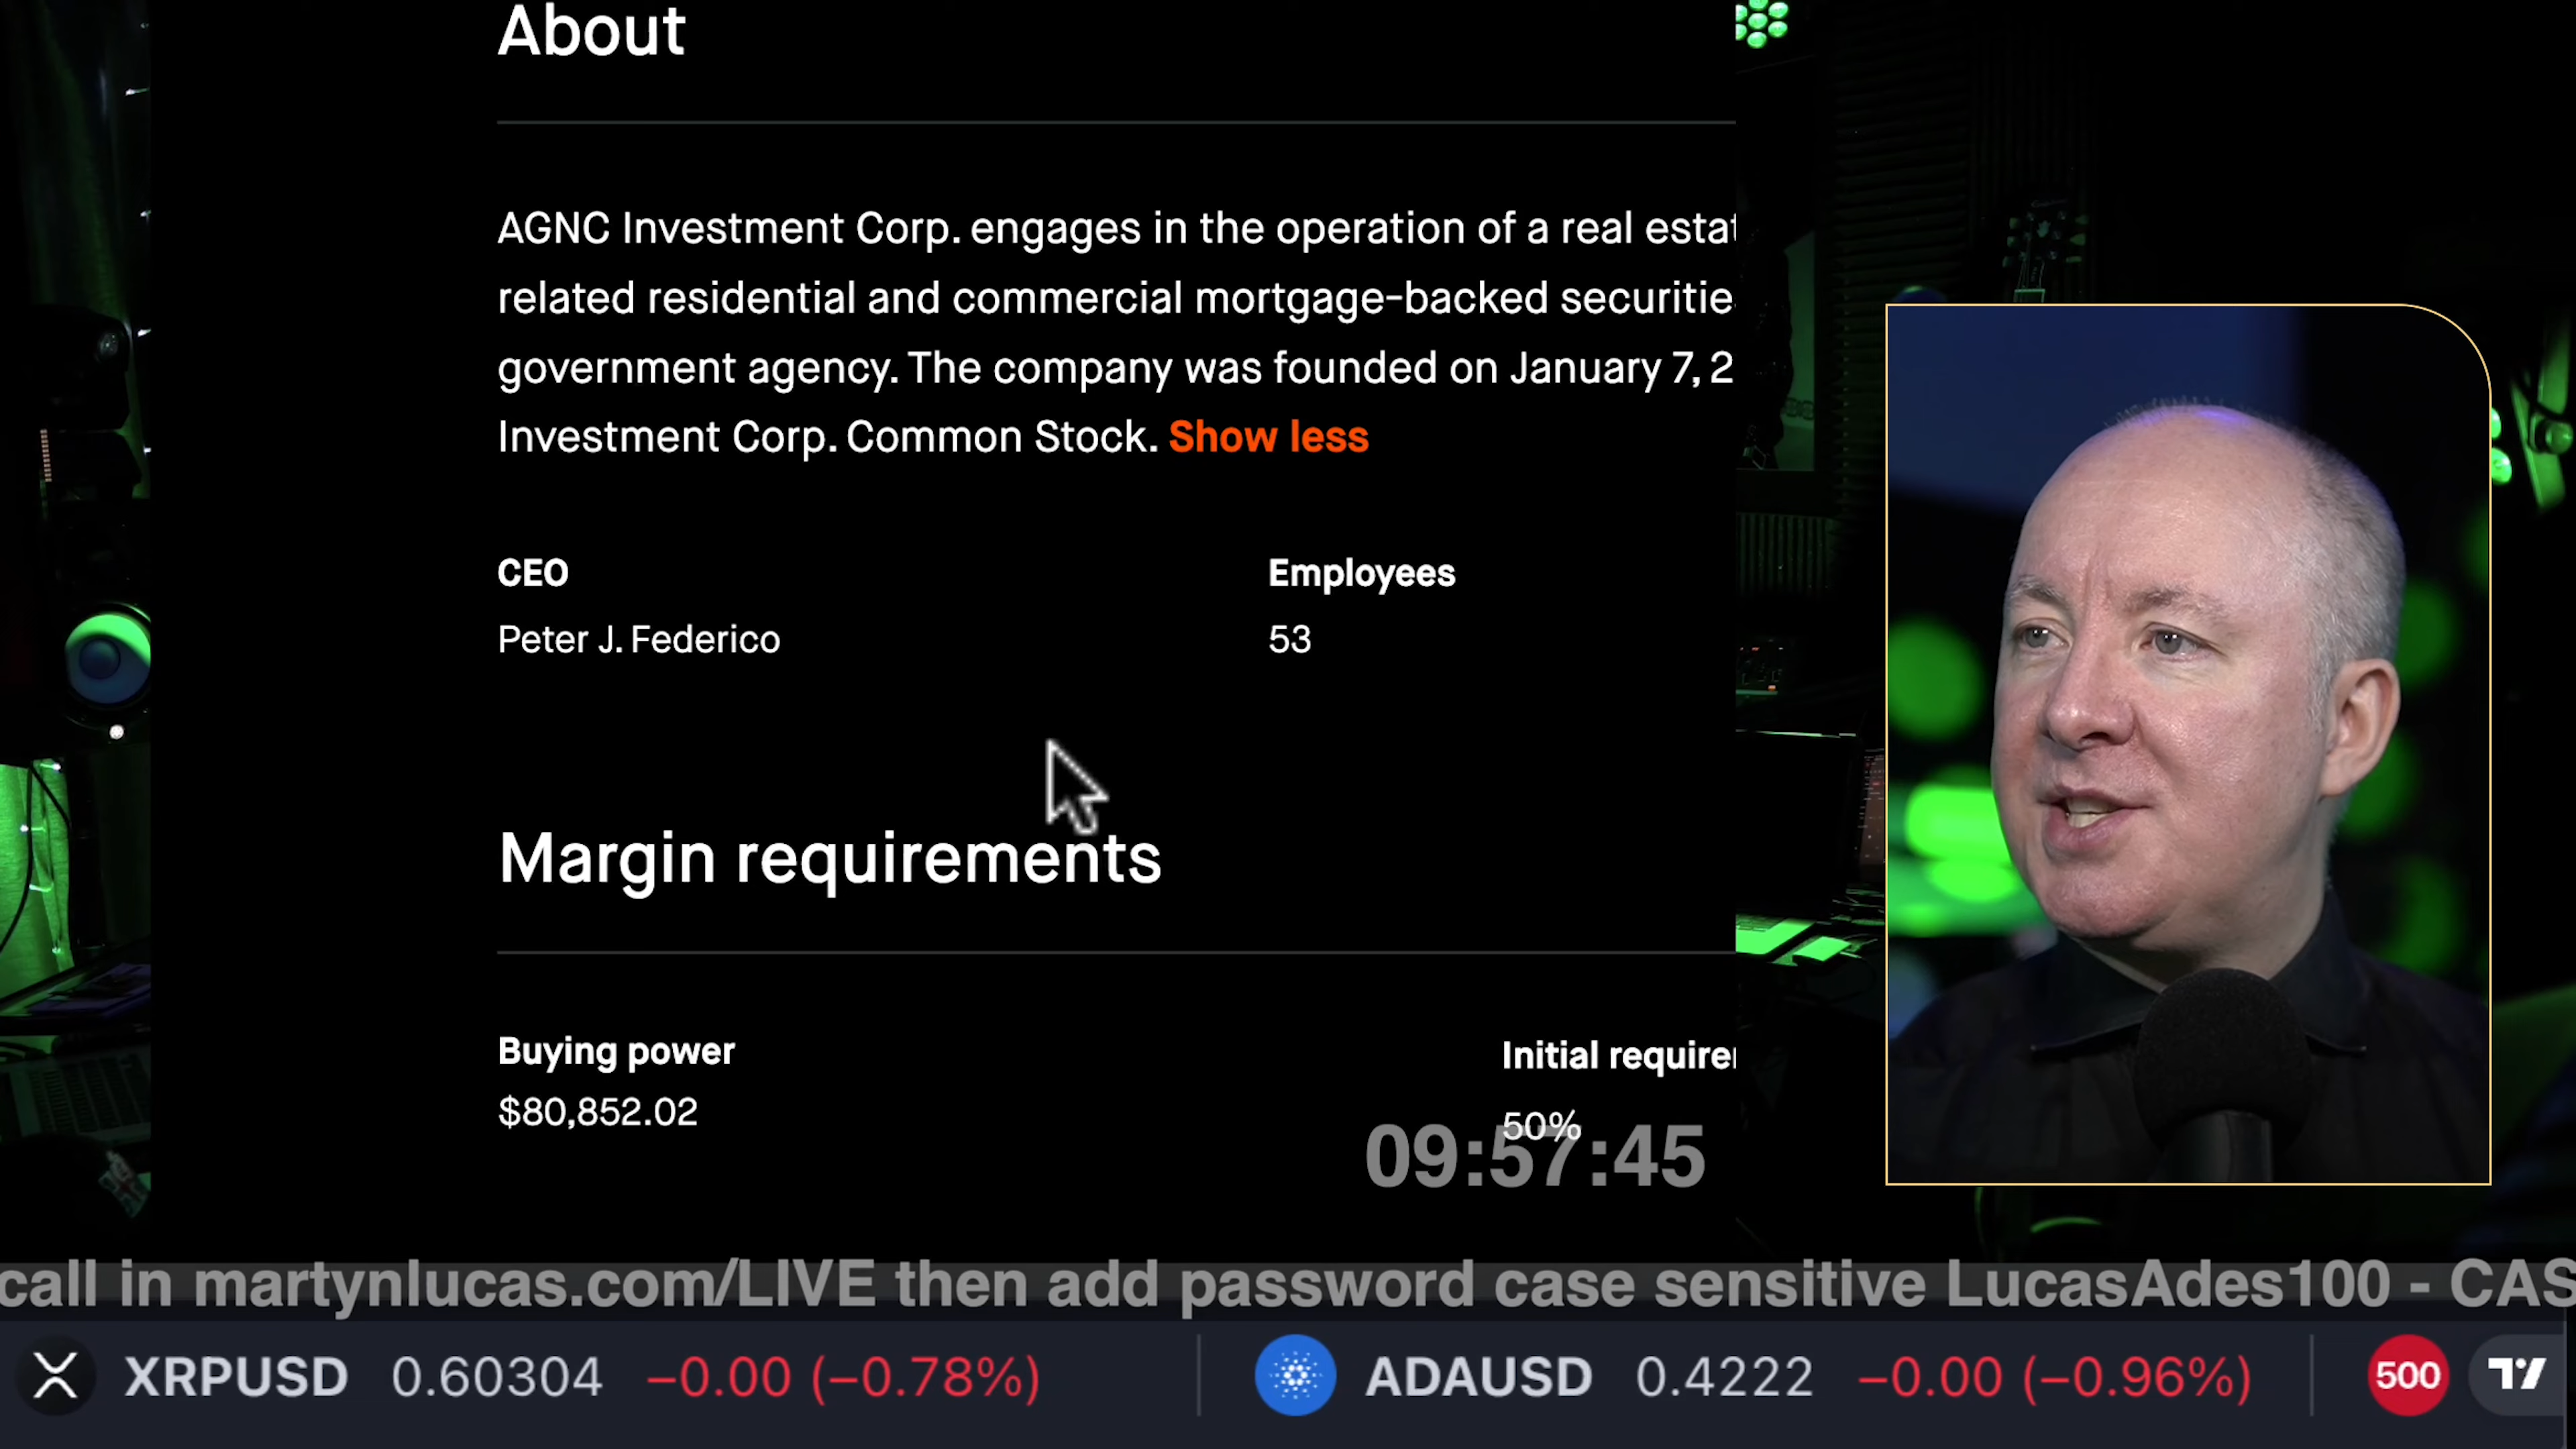 About
AGNC Investment Corp. engages in the operation of a real estat
related residential and commercial mortgage-backed securitie
government agency. The company was founded on January 7, 2
Investment Corp. Common Stock. Show less
CEO
Employees
Peter J. Federico
53
Margin requirements
Buying power
Initial require
$80,852.02
50%
09:57:45
call in martynlucas.com/LIVE then add password case sensitive LucasAdes100 - CAS
XRPUSD 0.60304 −0.00 (−0.78%)
ADAUSD 0.4222 −0.00 (−0.96%)
500